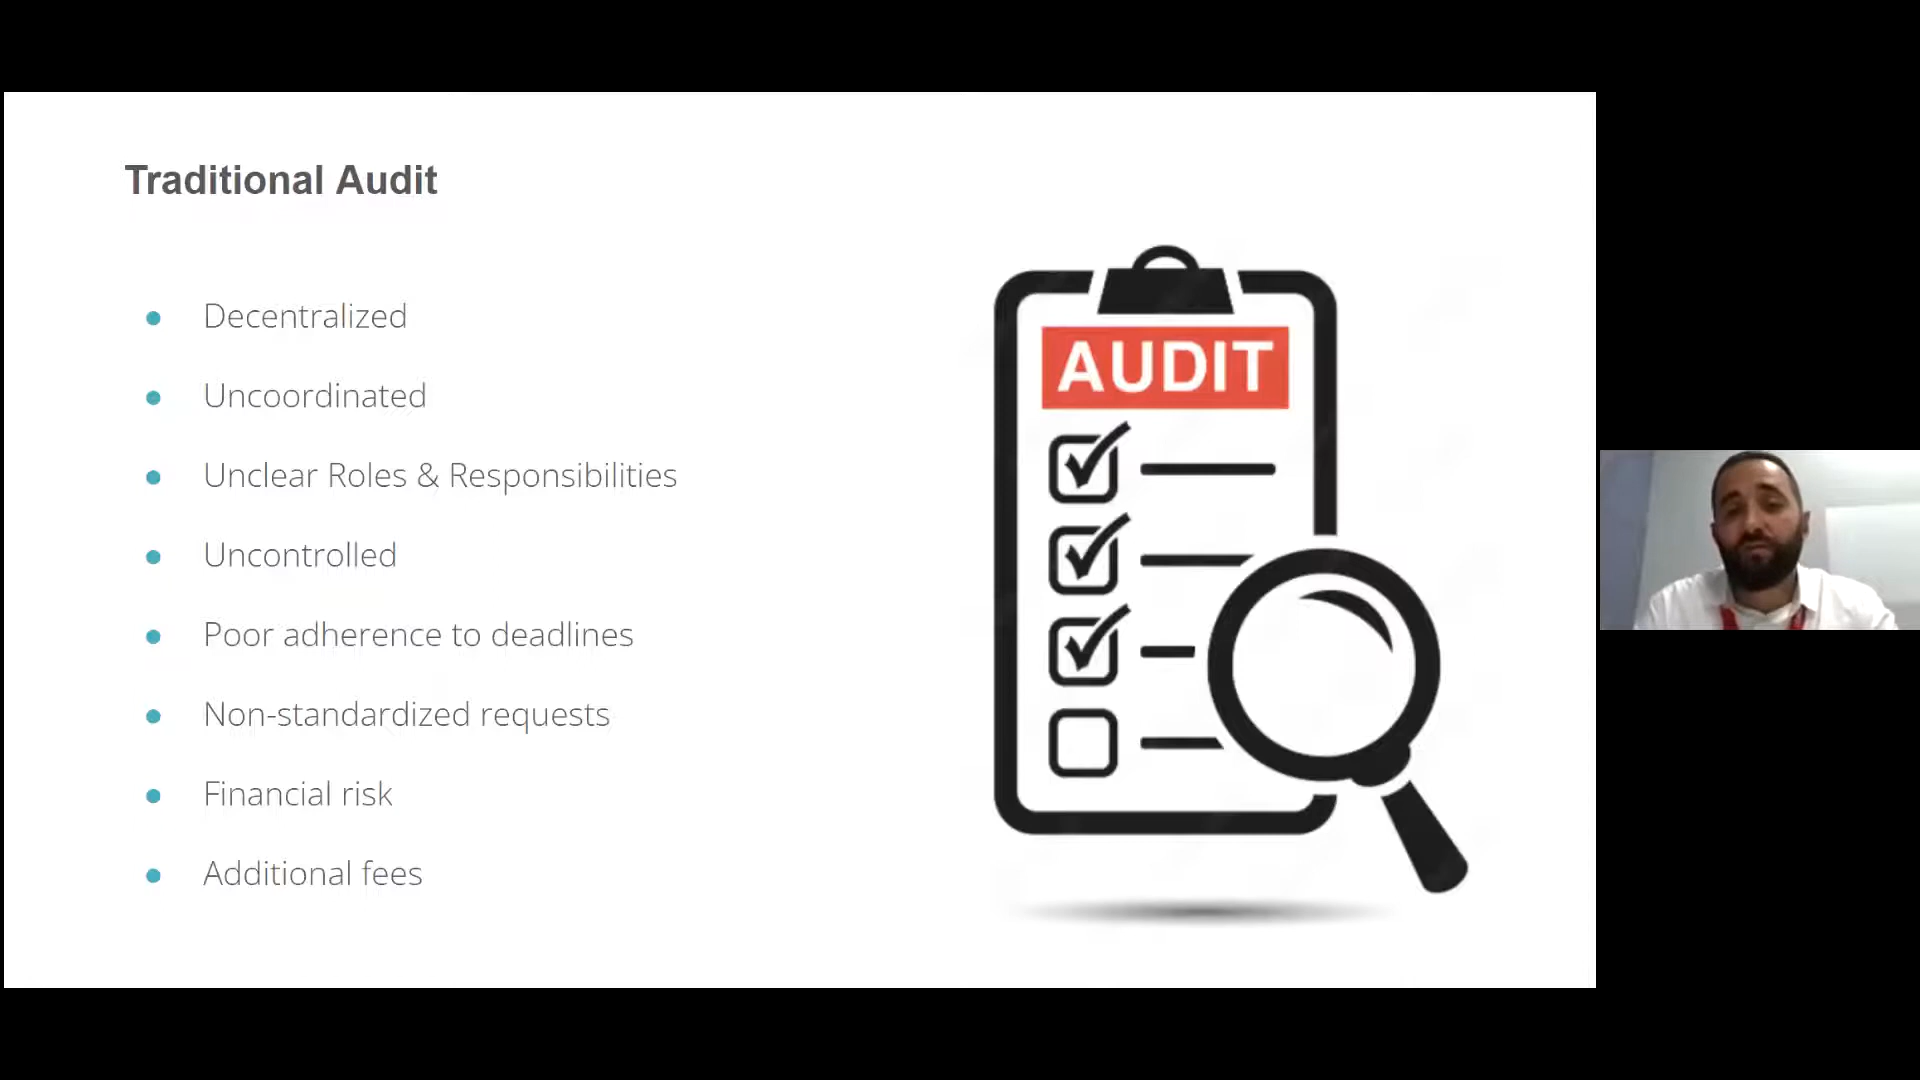 Traditional Audit
Decentralized
Uncoordinated
Unclear Roles & Responsibilities
Uncontrolled
Poor adherence to deadlines
Non-standardized requests
Financial risk
Additional fees
AUDIT